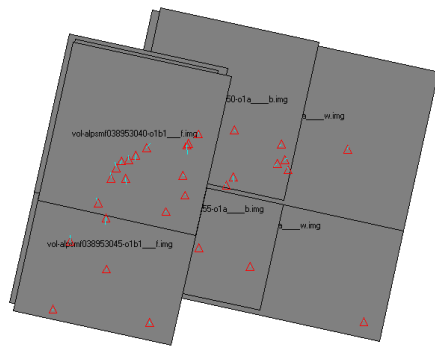 50-o1a____b.img
a____w.img
vol-alpsmf038953040-o1b1___f.img
55-o1a____b.img
a____w.img
vol-alpsmf038953045-o1b1___f.img